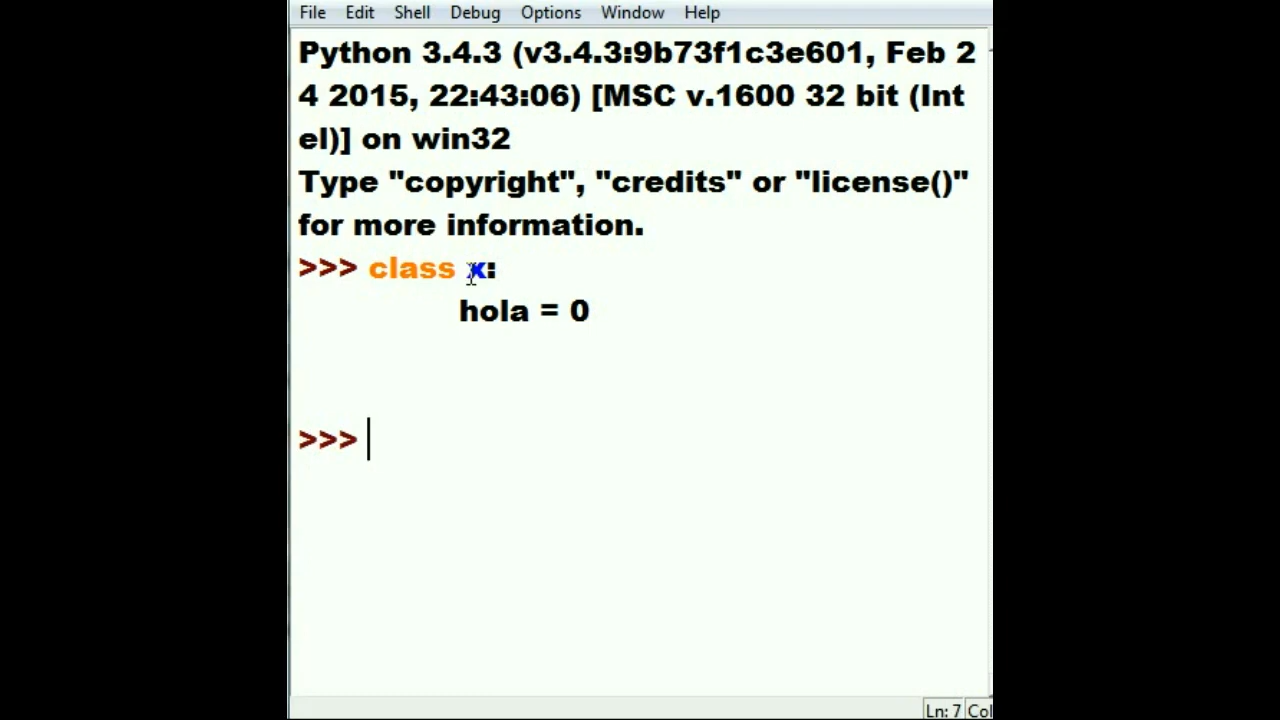 File Edit Shell Debug Options Window Help
Python 3.4.3 (v3.4.3:9b73f1c3e601, Feb 2
4 2015, 22:43:06) [MSC v.1600 32 bit (Int
el)] on win32
Type "copyright", "credits" or "license()"
for more information.
>>> class x:
hola = 0
>>>
Ln: 7 Col